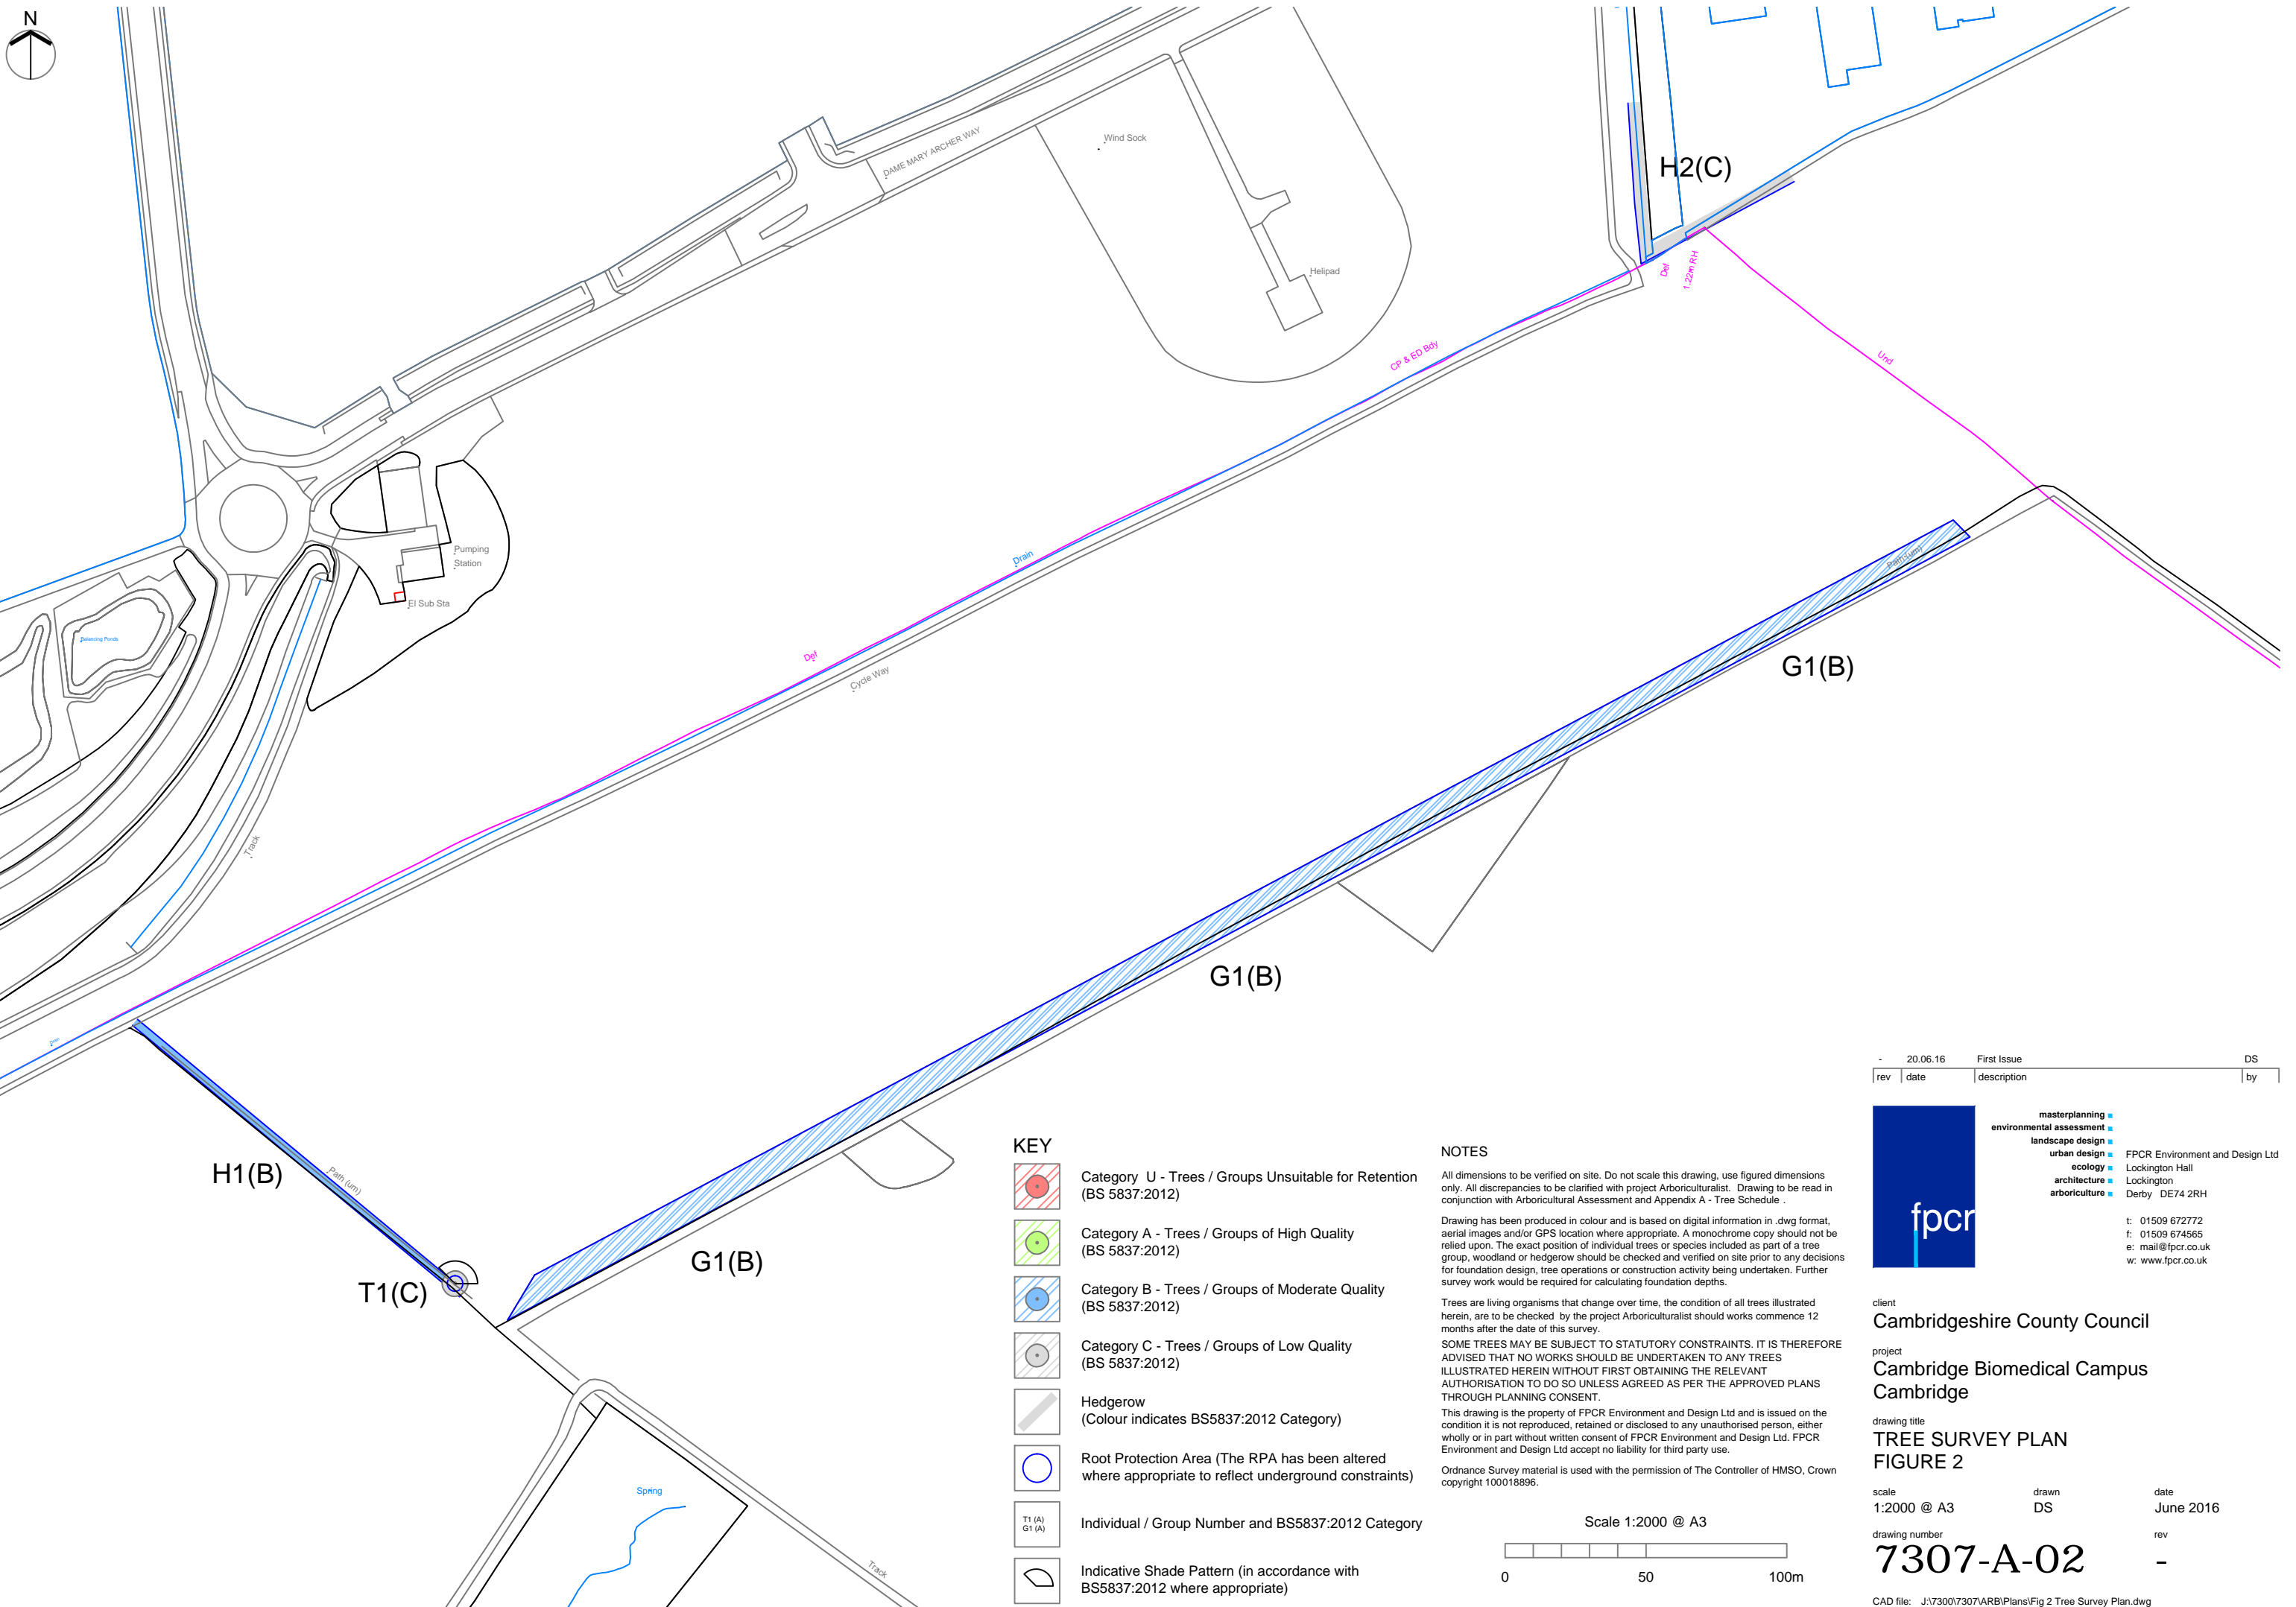 N
DAME MARY ARCHER WAY
Wind Sock
Helipad
H2(C)
Def
1.22m RH
CP & ED Bdy
Und
Pumping
Station
El Sub Sta
Balancing Ponds
Drain
Def
Cycle Way
Path (um)
G1(B)
Track
G1(B)
Drain
H1(B)
Path (um)
T1(C)
G1(B)
Spring
Track
KEY
Category U - Trees / Groups Unsuitable for Retention
(BS 5837:2012)
Category A - Trees / Groups of High Quality
(BS 5837:2012)
Category B - Trees / Groups of Moderate Quality
(BS 5837:2012)
Category C - Trees / Groups of Low Quality
(BS 5837:2012)
Hedgerow
(Colour indicates BS5837:2012 Category)
Root Protection Area (The RPA has been altered
where appropriate to reflect underground constraints)
T1 (A)
G1 (A)
Individual / Group Number and BS5837:2012 Category
Indicative Shade Pattern (in accordance with
BS5837:2012 where appropriate)
NOTES
All dimensions to be verified on site. Do not scale this drawing, use figured dimensions
only. All discrepancies to be clarified with project Arboriculturalist. Drawing to be read in
conjunction with Arboricultural Assessment and Appendix A - Tree Schedule .
Drawing has been produced in colour and is based on digital information in .dwg format,
aerial images and/or GPS location where appropriate. A monochrome copy should not be
relied upon. The exact position of individual trees or species included as part of a tree
group, woodland or hedgerow should be checked and verified on site prior to any decisions
for foundation design, tree operations or construction activity being undertaken. Further
survey work would be required for calculating foundation depths.
Trees are living organisms that change over time, the condition of all trees illustrated
herein, are to be checked by the project Arboriculturalist should works commence 12
months after the date of this survey.
SOME TREES MAY BE SUBJECT TO STATUTORY CONSTRAINTS. IT IS THEREFORE
ADVISED THAT NO WORKS SHOULD BE UNDERTAKEN TO ANY TREES
ILLUSTRATED HEREIN WITHOUT FIRST OBTAINING THE RELEVANT
AUTHORISATION TO DO SO UNLESS AGREED AS PER THE APPROVED PLANS
THROUGH PLANNING CONSENT.
This drawing is the property of FPCR Environment and Design Ltd and is issued on the
condition it is not reproduced, retained or disclosed to any unauthorised person, either
wholly or in part without written consent of FPCR Environment and Design Ltd. FPCR
Environment and Design Ltd accept no liability for third party use.
Ordnance Survey material is used with the permission of The Controller of HMSO, Crown
copyright 100018896.
Scale 1:2000 @ A3
0 50 100m
- 20.06.16 First Issue DS
rev date description by
fpcr
masterplanning
environmental assessment
landscape design
urban design
ecology
architecture
arboriculture
FPCR Environment and Design Ltd
Lockington Hall
Lockington
Derby DE74 2RH
t: 01509 672772
f: 01509 674565
e: mail@fpcr.co.uk
w: www.fpcr.co.uk
client
Cambridgeshire County Council
project
Cambridge Biomedical Campus
Cambridge
drawing title
TREE SURVEY PLAN
FIGURE 2
scale drawn date
1:2000 @ A3 DS June 2016
drawing number rev
7307-A-02 -
CAD file: J:\7300\7307\ARB\Plans\Fig 2 Tree Survey Plan.dwg